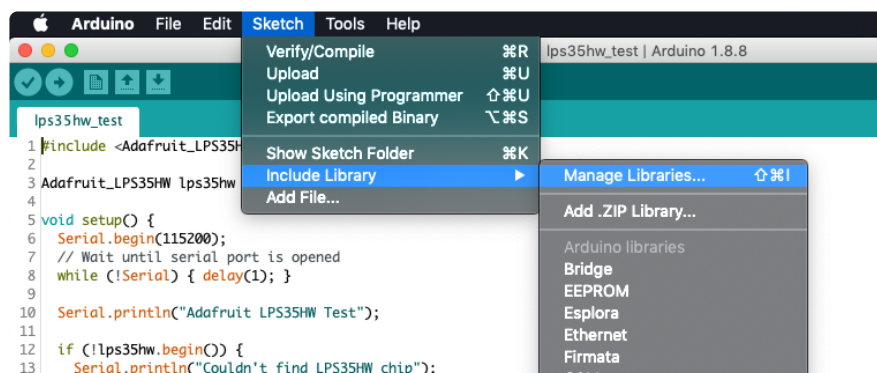 Arduino File Edit Sketch Tools Help
lps35hw_test | Arduino 1.8.8
Verify/Compile ⌘R
Upload ⌘U
Upload Using Programmer ⇧⌘U
Export compiled Binary ⌥⌘S
Show Sketch Folder ⌘K
Include Library ▶
Add File...
Manage Libraries... ⇧⌘I
Add .ZIP Library...
Arduino libraries
Bridge
EEPROM
Esplora
Ethernet
Firmata
lps35hw_test
1 #include <Adafruit_LPS35H
2
3 Adafruit_LPS35HW lps35hw
4
5 void setup() {
6 Serial.begin(115200);
7 // Wait until serial port is opened
8 while (!Serial) { delay(1); }
9
10 Serial.println("Adafruit LPS35HW Test");
11
12 if (!lps35hw.begin()) {
13 Serial.println("Couldn't find LPS35HW chip");